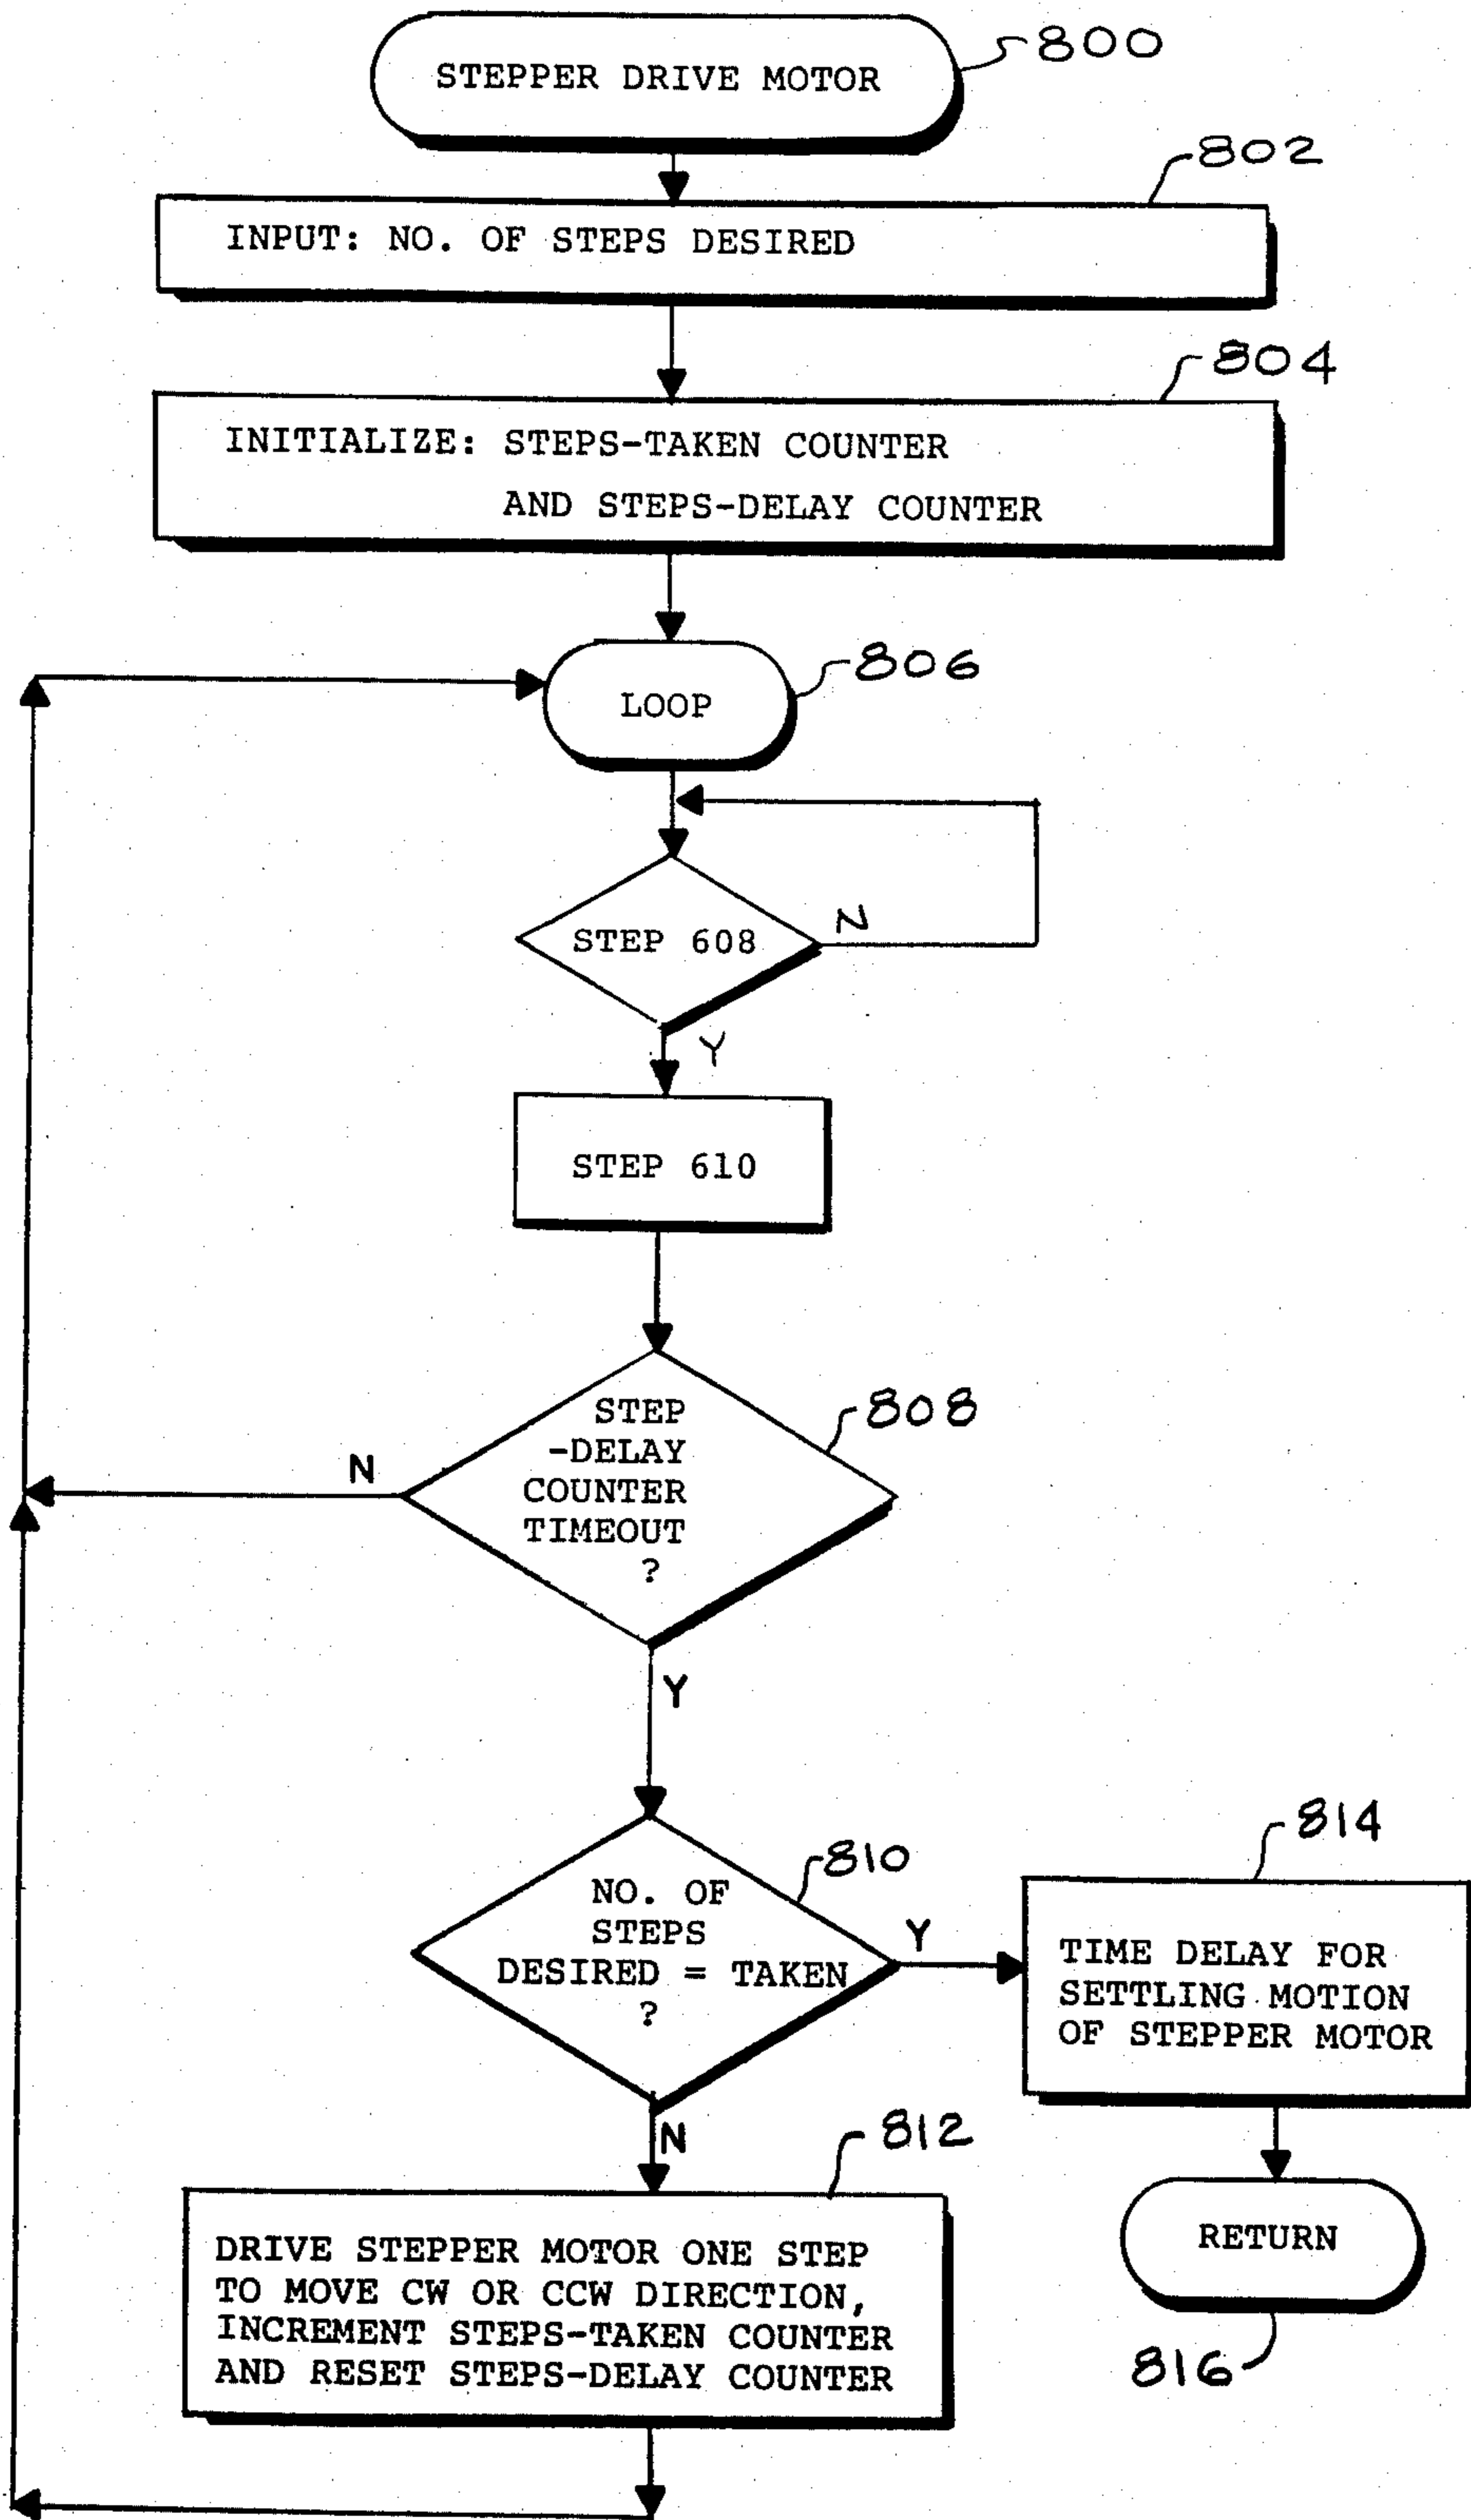 STEPPER DRIVE MOTOR
800
802
INPUT: NO. OF STEPS DESIRED
804
INITIALIZE: STEPS-TAKEN COUNTER
AND STEPS-DELAY COUNTER
806
LOOP
STEP 608
N
Y
STEP 610
808
STEP
-DELAY
COUNTER
TIMEOUT
?
N
Y
810
NO. OF
STEPS
DESIRED = TAKEN
?
Y
N
814
TIME DELAY FOR
SETTLING MOTION
OF STEPPER MOTOR
812
DRIVE STEPPER MOTOR ONE STEP
TO MOVE CW OR CCW DIRECTION,
INCREMENT STEPS-TAKEN COUNTER
AND RESET STEPS-DELAY COUNTER
RETURN
816